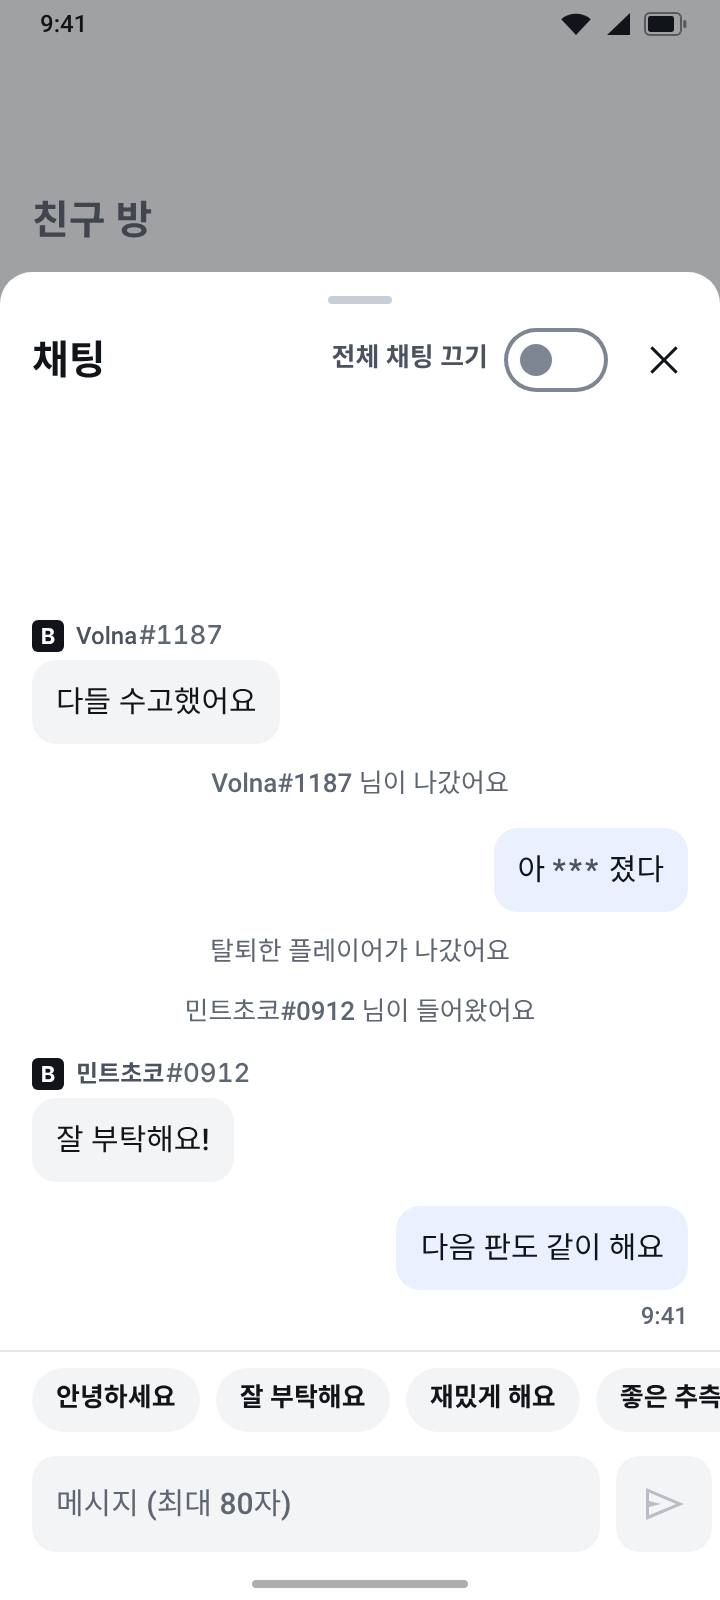 9:41
친구 방
채팅
전체 채팅 끄기
B Volna#1187
다들 수고했어요
Volna#1187 님이 나갔어요
아 *** 졌다
탈퇴한 플레이어가 나갔어요
민트초코#0912 님이 들어왔어요
B 민트초코#0912
잘 부탁해요!
다음 판도 같이 해요
9:41
안녕하세요 잘 부탁해요 재밌게 해요 좋은 추측
메시지 (최대 80자)